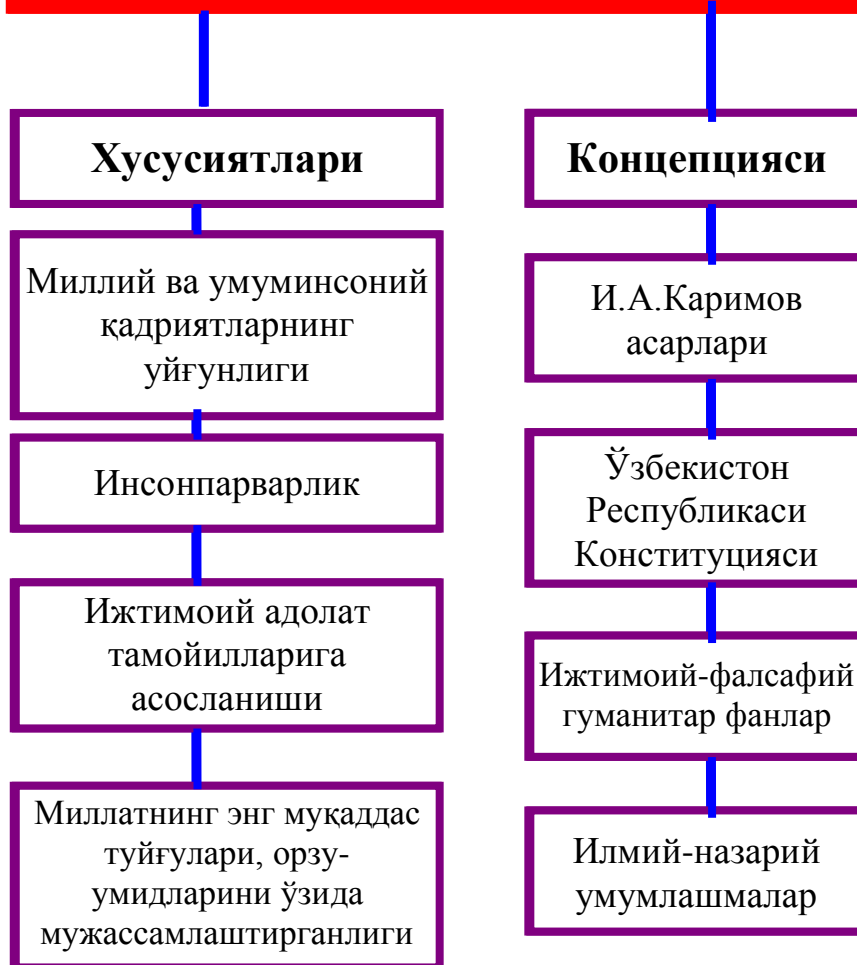 Хусусиятлари
Миллий ва умуминсоний
қадриятларнинг
уйғунлиги
Инсонпарварлик
Ижтимоий адолат
тамойилларига
асосланиши
Миллатнинг энг муқаддас
туйғулари, орзу-
умидларини ўзида
мужассамлаштирганлиги
Концепцияси
И.А.Каримов
асарлари
Ўзбекистон
Республикаси
Конституцияси
Ижтимоий-фалсафий
гуманитар фанлар
Илмий-назарий
умумлашмалар